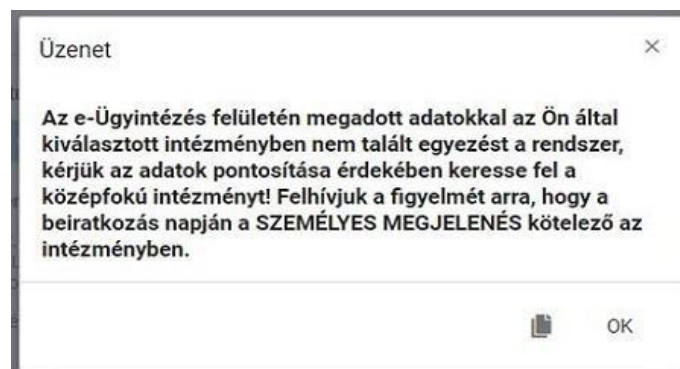 Üzenet
Az e-Ügyintézés felületén megadott adatokkal az Ön által
kiválasztott intézményben nem talált egyezést a rendszer,
kérjük az adatok pontosítása érdekében keresse fel a
középfokú intézményt! Felhívjuk a figyelmét arra, hogy a
beiratkozás napján a SZEMÉLYES MEGJELENÉS kötelező az
intézményben.
OK